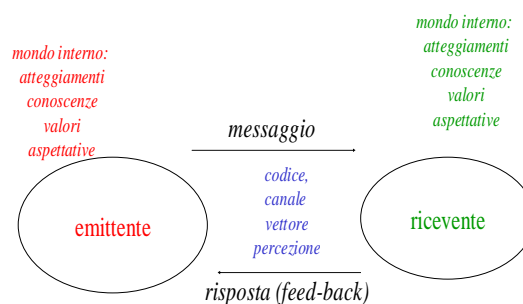 mondo interno:
atteggiamenti
conoscenze
valori
aspettative
mondo interno:
atteggiamenti
conoscenze
valori
aspettative
messaggio
codice,
canale
vettore
percezione
emittente
ricevente
risposta (feed-back)